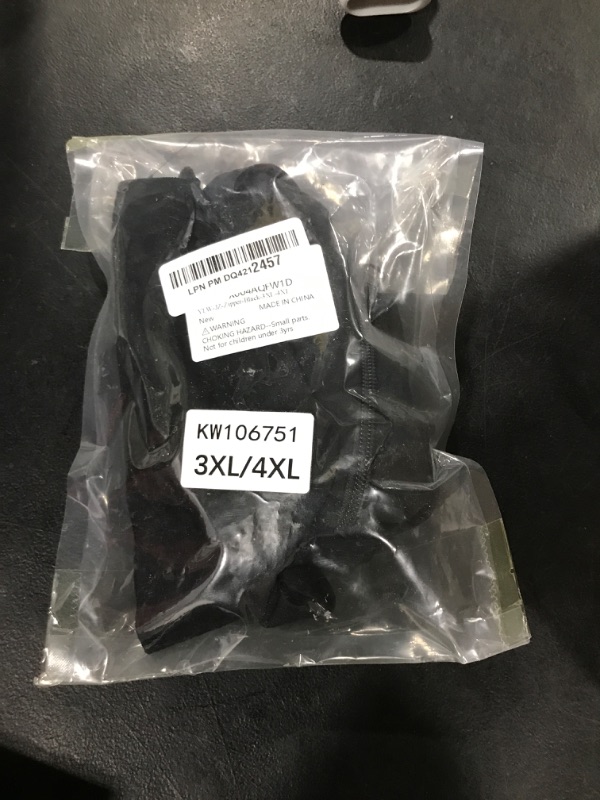 LPN PM DQ4212457
New
MADE IN CHINA
⚠WARNING
CHOKING HAZARD--Small parts.
Not for children under 3yrs
KW106751
3XL/4XL